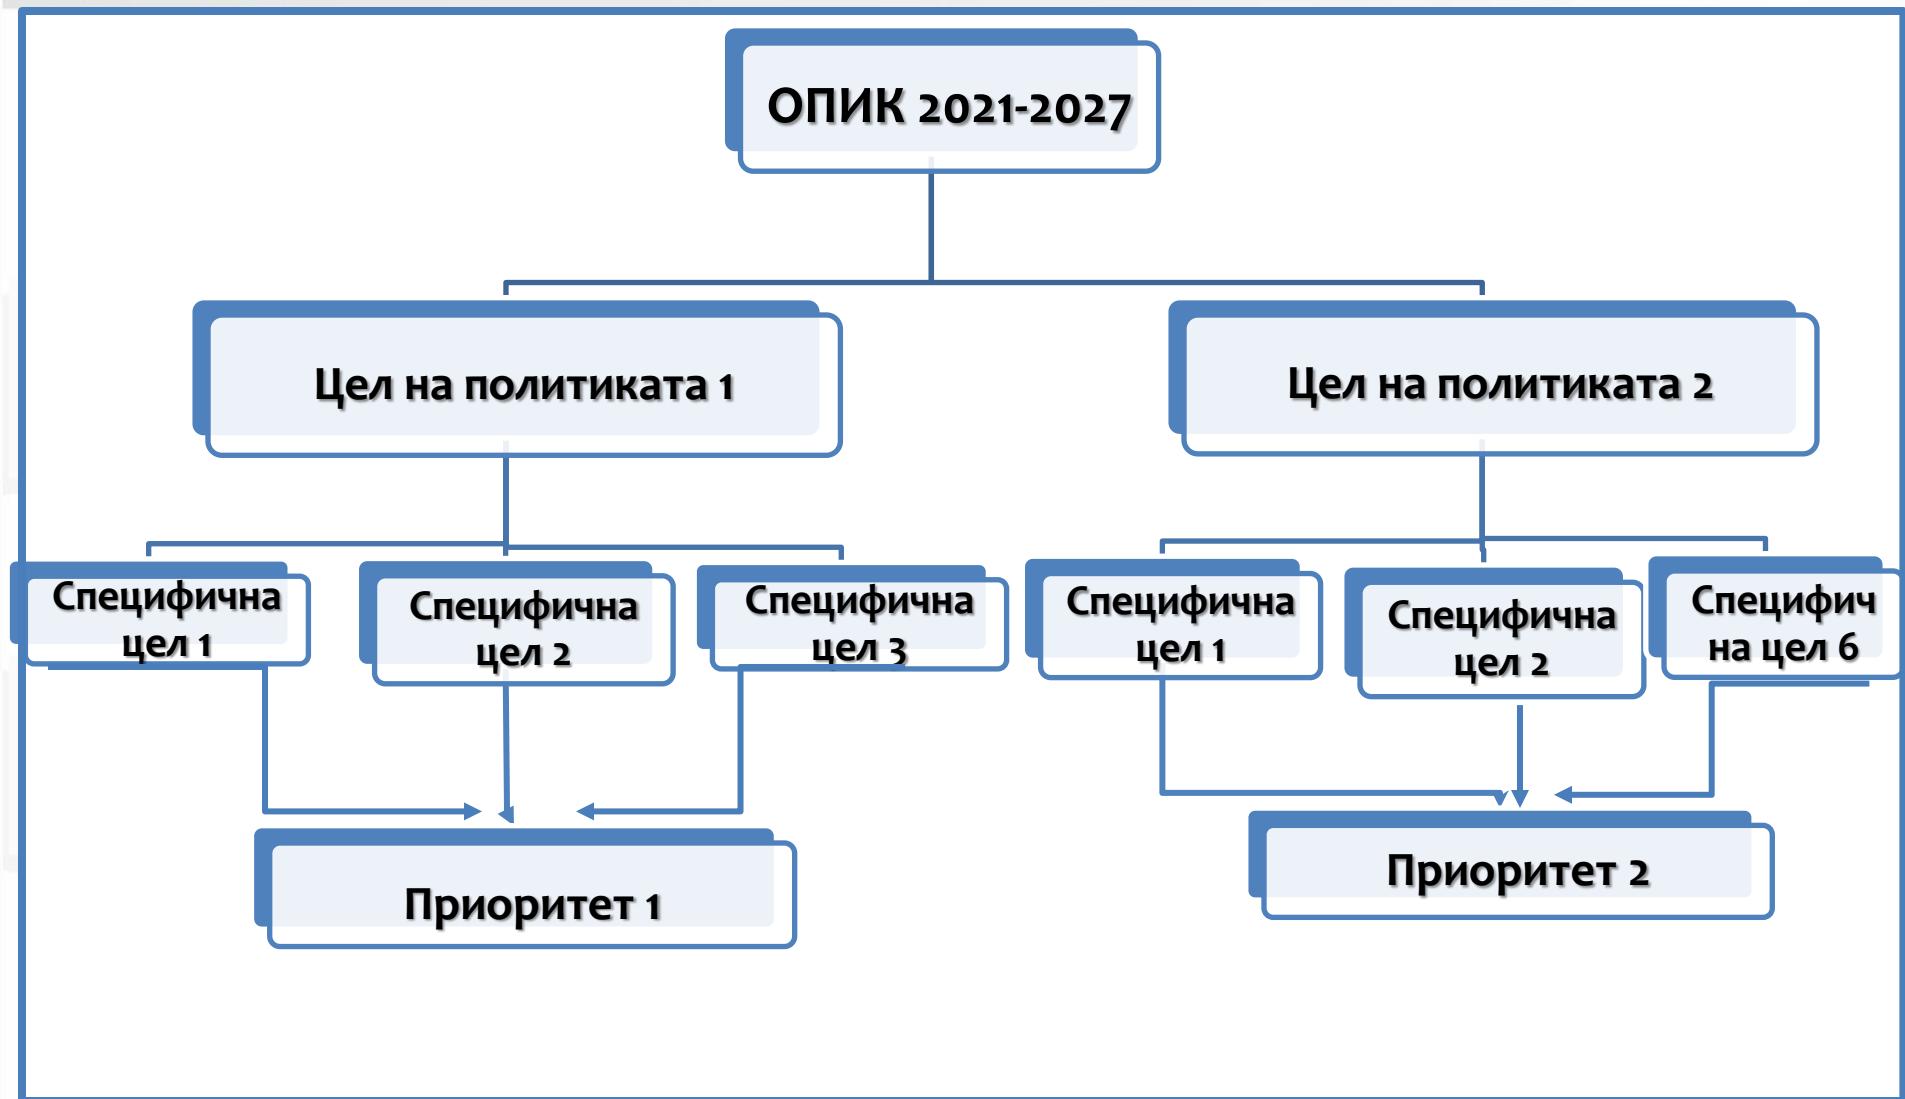 ОПИК 2021-2027
Цел на политиката 1
Цел на политиката 2
Специфична
цел 1
Специфична
цел 2
Специфична
цел 3
Специфична
цел 1
Специфична
цел 2
Специфич
на цел 6
Приоритет 1
Приоритет 2